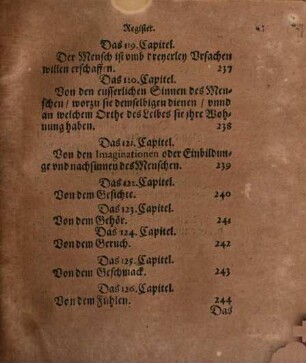 Register.
Das 119. Capitel.
Der Mensch ist vmb dreyerley Vrsachen
willen erschaffen. 237
Das 120. Capitel.
Von den eusserlichen Sinnen des Men-
schen / worzu sie demselbigen dienen / vnnd
an welchem Orthe des Leibes sie jhre Woh-
nung haben. 238
Das 121. Capitel.
Von den Imaginationen oder Einbildun-
ge vnd nachsinnen des Menschen. 239
Das 122. Capitel.
Von dem Gesichte. 240
Das 123. Capitel.
Von dem Gehör. 241
Das 124. Capitel.
Von dem Geruch. 242
Das 125. Capitel.
Von dem Geschmack. 243
Das 126. Capitel.
Von dem Fühlen. 244
Das